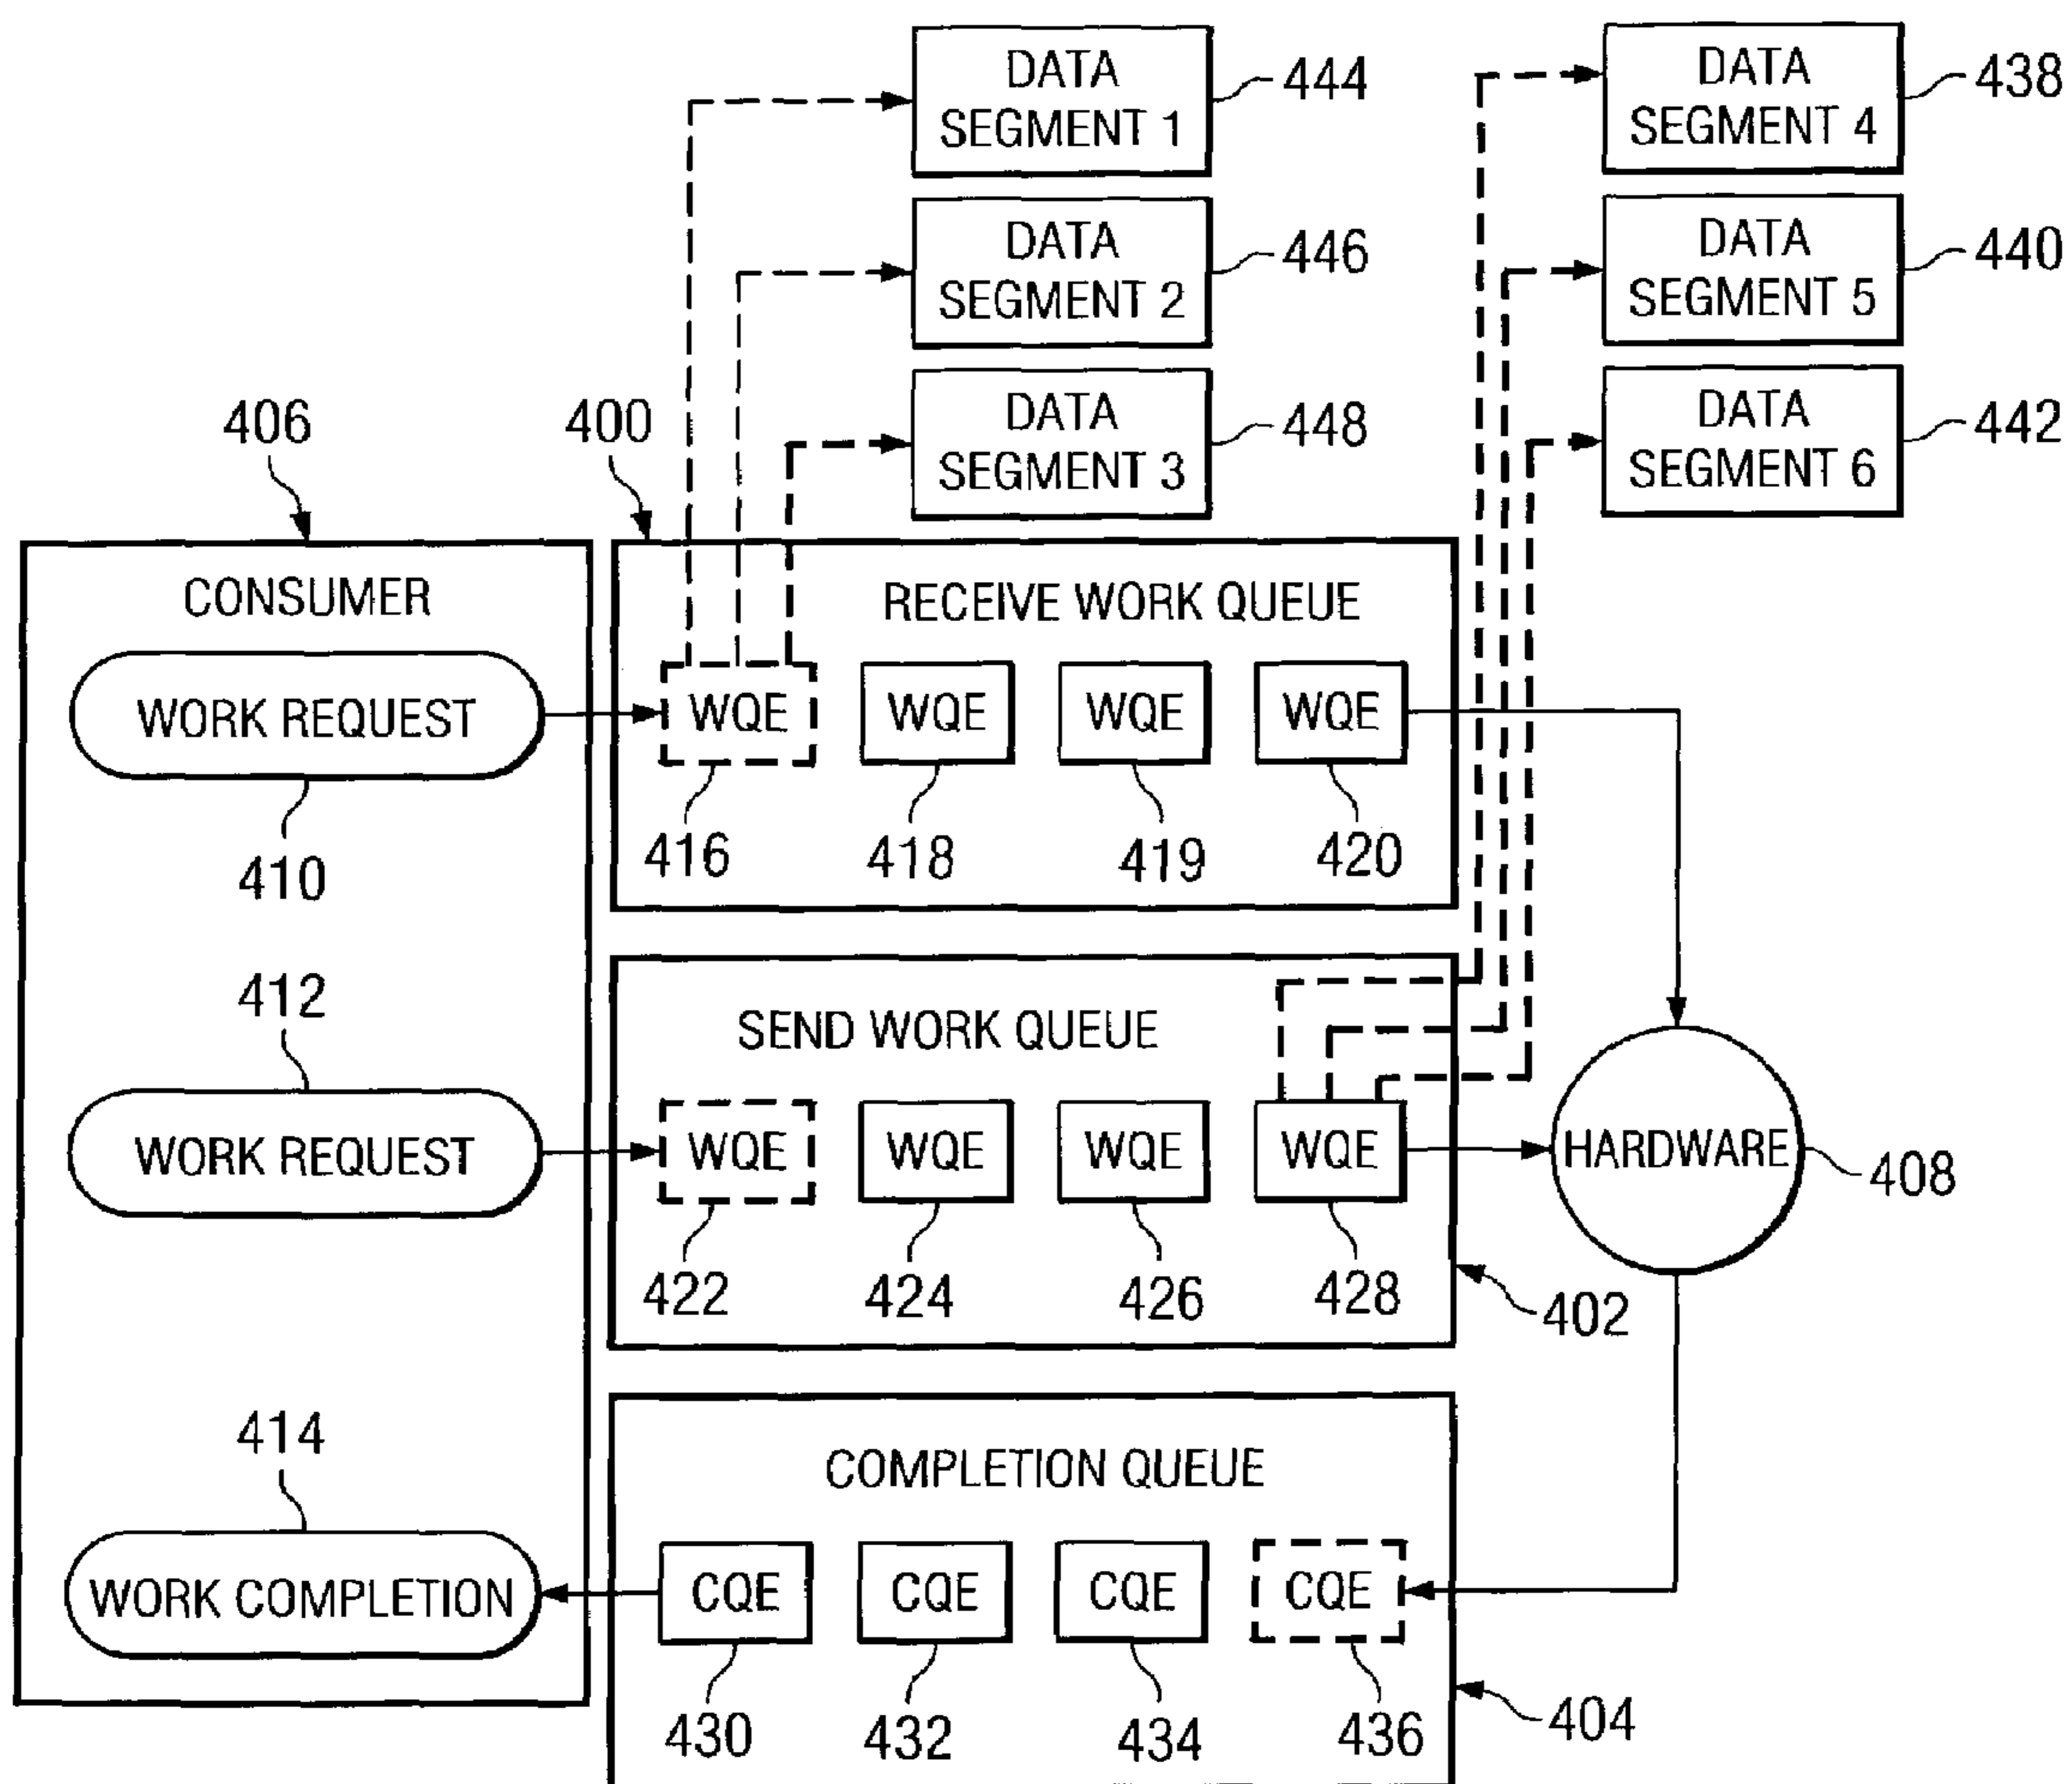 DATA
SEGMENT 1
444
DATA
SEGMENT 4
438
DATA
SEGMENT 2
446
DATA
SEGMENT 5
440
DATA
SEGMENT 3
448
DATA
SEGMENT 6
442
406
400
CONSUMER
RECEIVE WORK QUEUE
WORK REQUEST
WQE
WQE
WQE
WQE
410
416
418
419
420
412
SEND WORK QUEUE
WORK REQUEST
WQE
WQE
WQE
WQE
HARDWARE
408
422
424
426
428
402
414
COMPLETION QUEUE
WORK COMPLETION
CQE
CQE
CQE
CQE
430
432
434
436
404